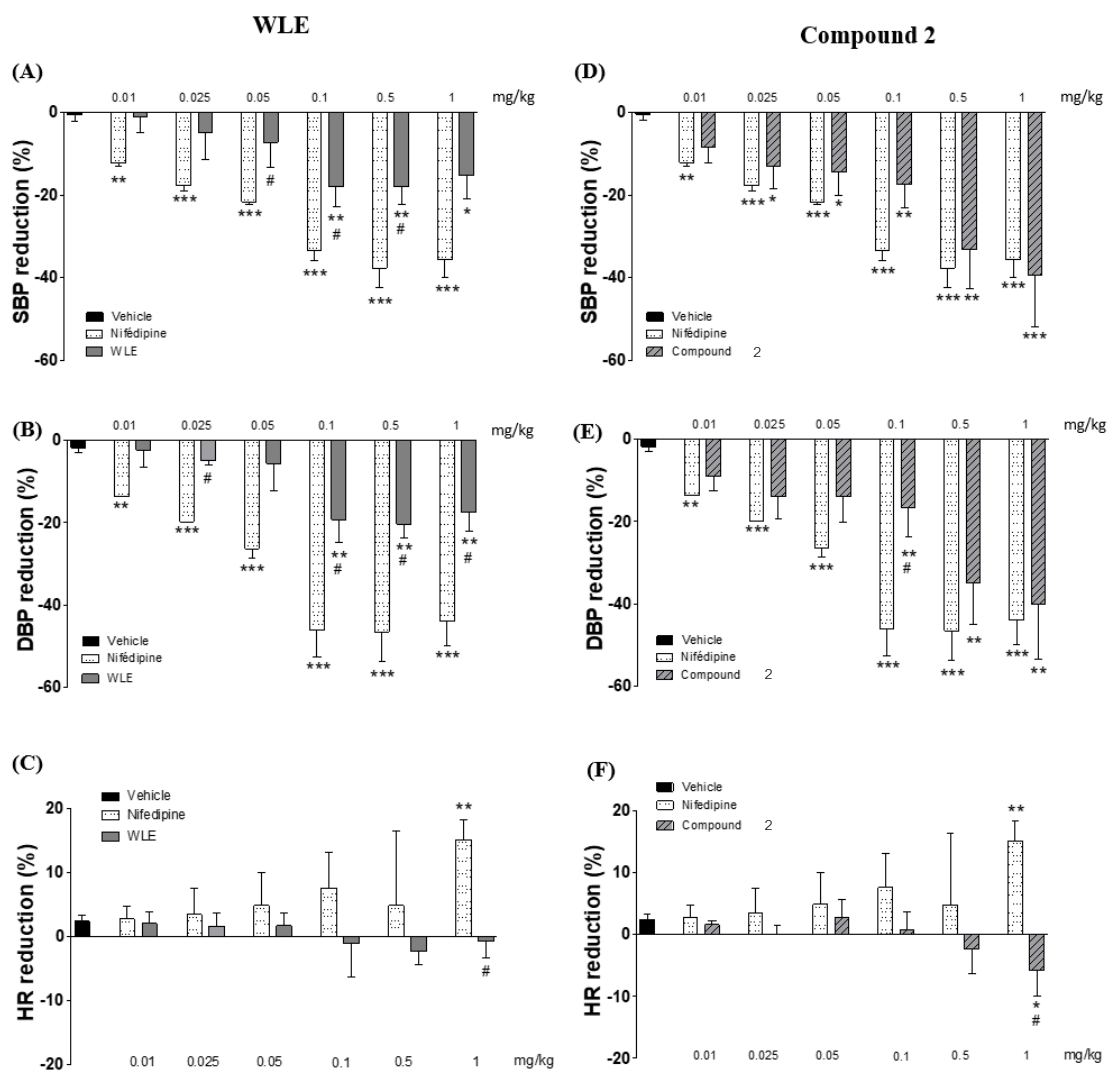 WLE
Compound 2
(A)
0.01 0.025 0.05 0.1 0.5 1 mg/kg
0
-20
-40
-60
SBP reduction (%)
** *** *** # *** ** # *** ** # *** *
Vehicle
Nifédipine
WLE
(D)
0.01 0.025 0.05 0.1 0.5 1 mg/kg
0
-20
-40
-60
SBP reduction (%)
** *** * *** * *** ** *** ** *** ***
Vehicle
Nifédipine
Compound 2
(B)
0.01 0.025 0.05 0.1 0.5 1 mg/kg
0
-20
-40
-60
DBP reduction (%)
** *** # *** *** ** # *** ** # *** ** #
Vehicle
Nifédipine
WLE
(E)
0.01 0.025 0.05 0.1 0.5 1 mg/kg
0
-20
-40
-60
DBP reduction (%)
** *** *** *** ** # *** ** *** **
Vehicle
Nifédipine
Compound 2
(C)
Vehicle
Nifedipine
WLE
20
10
0
-10
-20
HR reduction (%)
** #
0.01 0.025 0.05 0.1 0.5 1 mg/kg
(F)
Vehicle
Nifedipine
Compound 2
20
10
0
-10
-20
HR reduction (%)
** * #
0.01 0.025 0.05 0.1 0.5 1 mg/kg